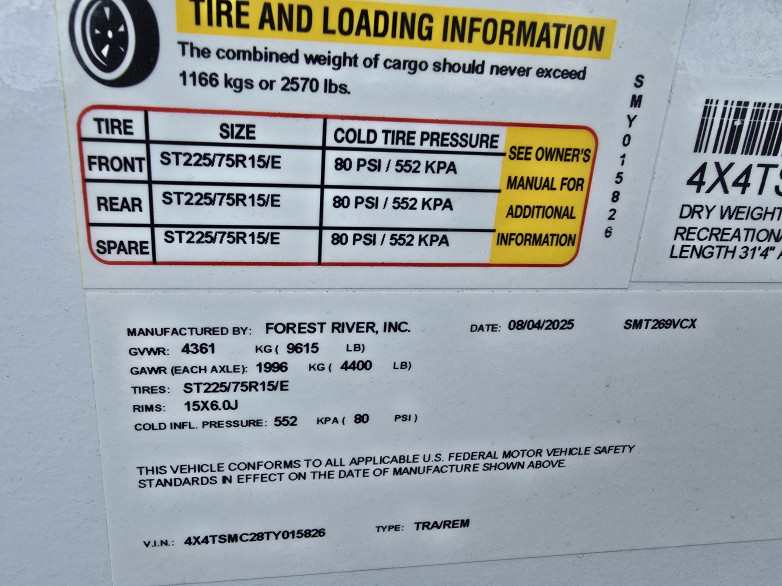 TIRE AND LOADING INFORMATION
The combined weight of cargo should never exceed
1166 kgs or 2570 lbs.
TIRE SIZE COLD TIRE PRESSURE
FRONT ST225/75R15/E 80 PSI / 552 KPA
REAR ST225/75R15/E 80 PSI / 552 KPA
SPARE ST225/75R15/E 80 PSI / 552 KPA
SEE OWNER'S
MANUAL FOR
ADDITIONAL
INFORMATION
SMY015826
4X4TS
DRY WEIGHT
RECREATIONA
LENGTH 31'4" A
MANUFACTURED BY: FOREST RIVER, INC. DATE: 08/04/2025 SMT269VCX
GVWR: 4361 KG ( 9615 LB)
GAWR (EACH AXLE): 1996 KG ( 4400 LB)
TIRES: ST225/75R15/E
RIMS: 15X6.0J
COLD INFL. PRESSURE: 552 KPA ( 80 PSI )
THIS VEHICLE CONFORMS TO ALL APPLICABLE U.S. FEDERAL MOTOR VEHICLE SAFETY
STANDARDS IN EFFECT ON THE DATE OF MANUFACTURE SHOWN ABOVE.
V.I.N.: 4X4TSMC28TY015826 TYPE: TRA/REM